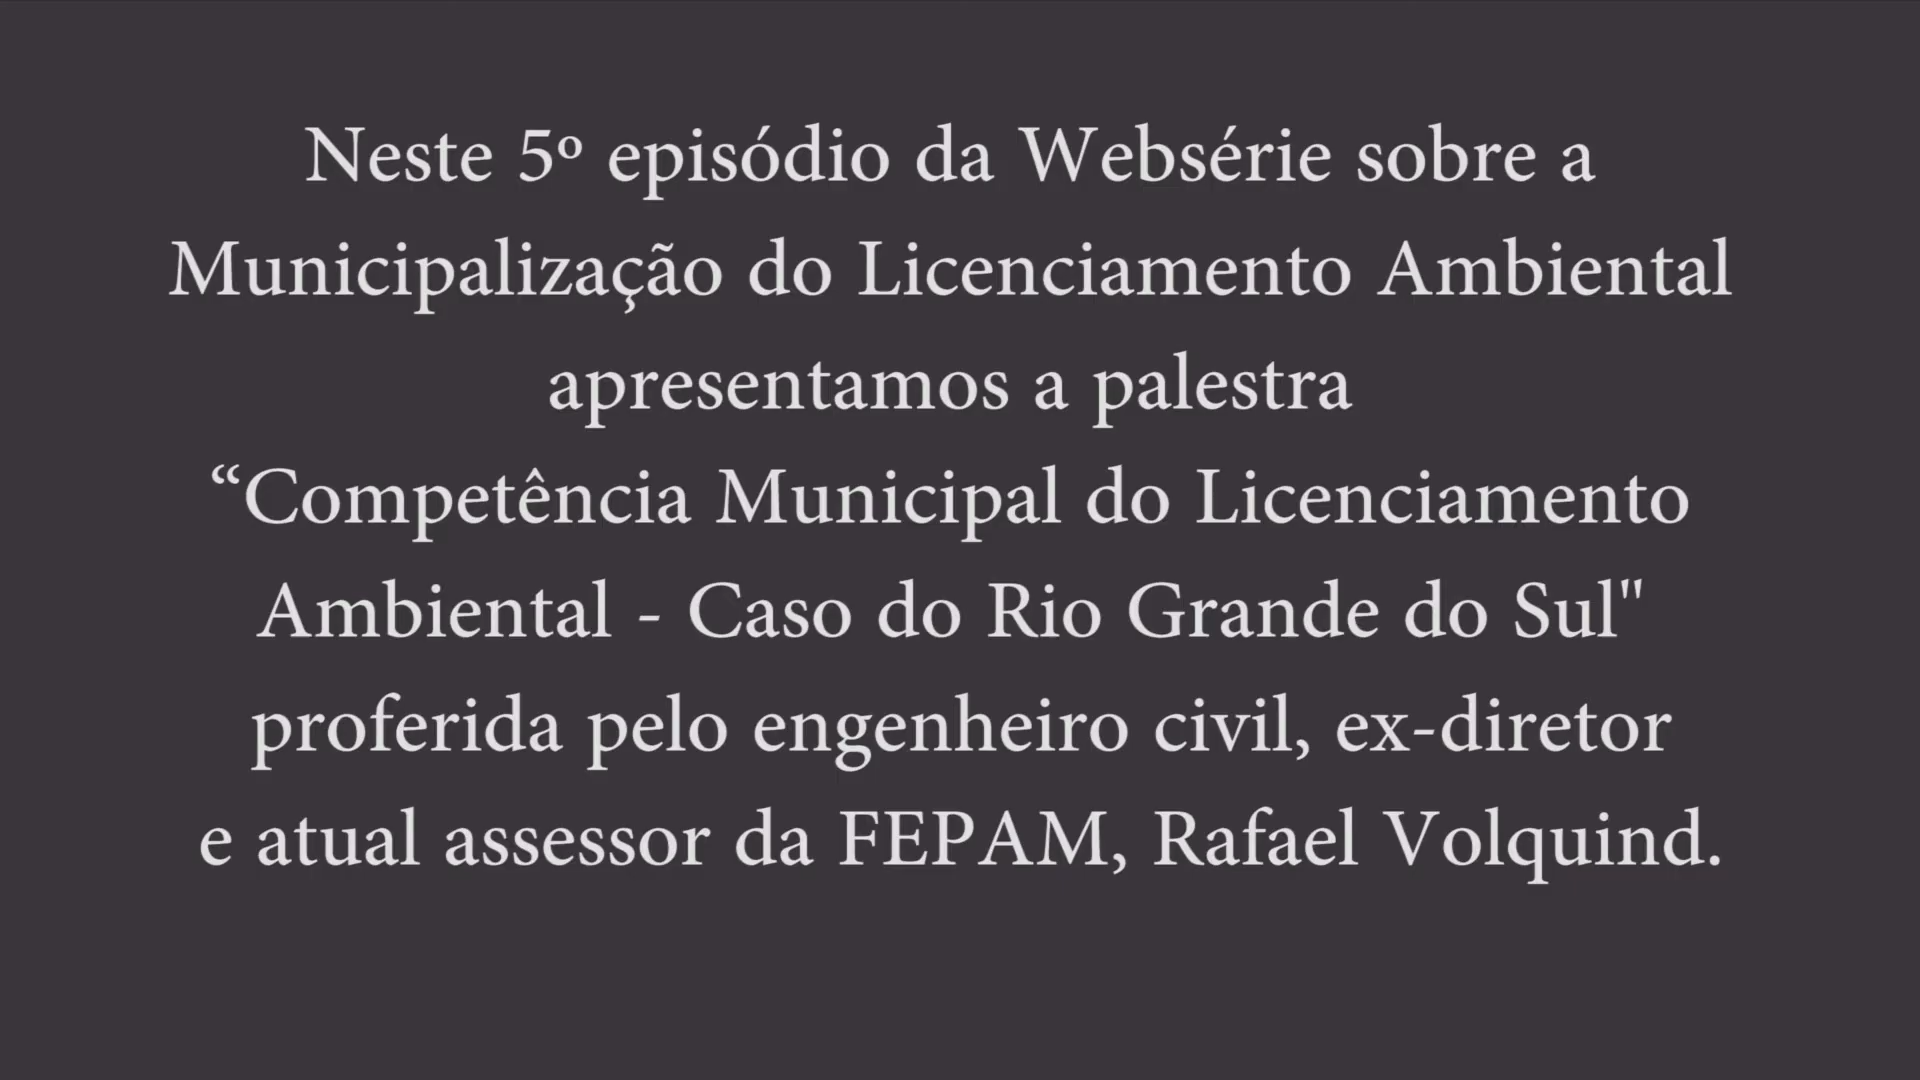 Neste 5º episódio da Websérie sobre a
Municipalização do Licenciamento Ambiental
apresentamos a palestra
“Competência Municipal do Licenciamento
Ambiental - Caso do Rio Grande do Sul"
proferida pelo engenheiro civil, ex-diretor
e atual assessor da FEPAM, Rafael Volquind.